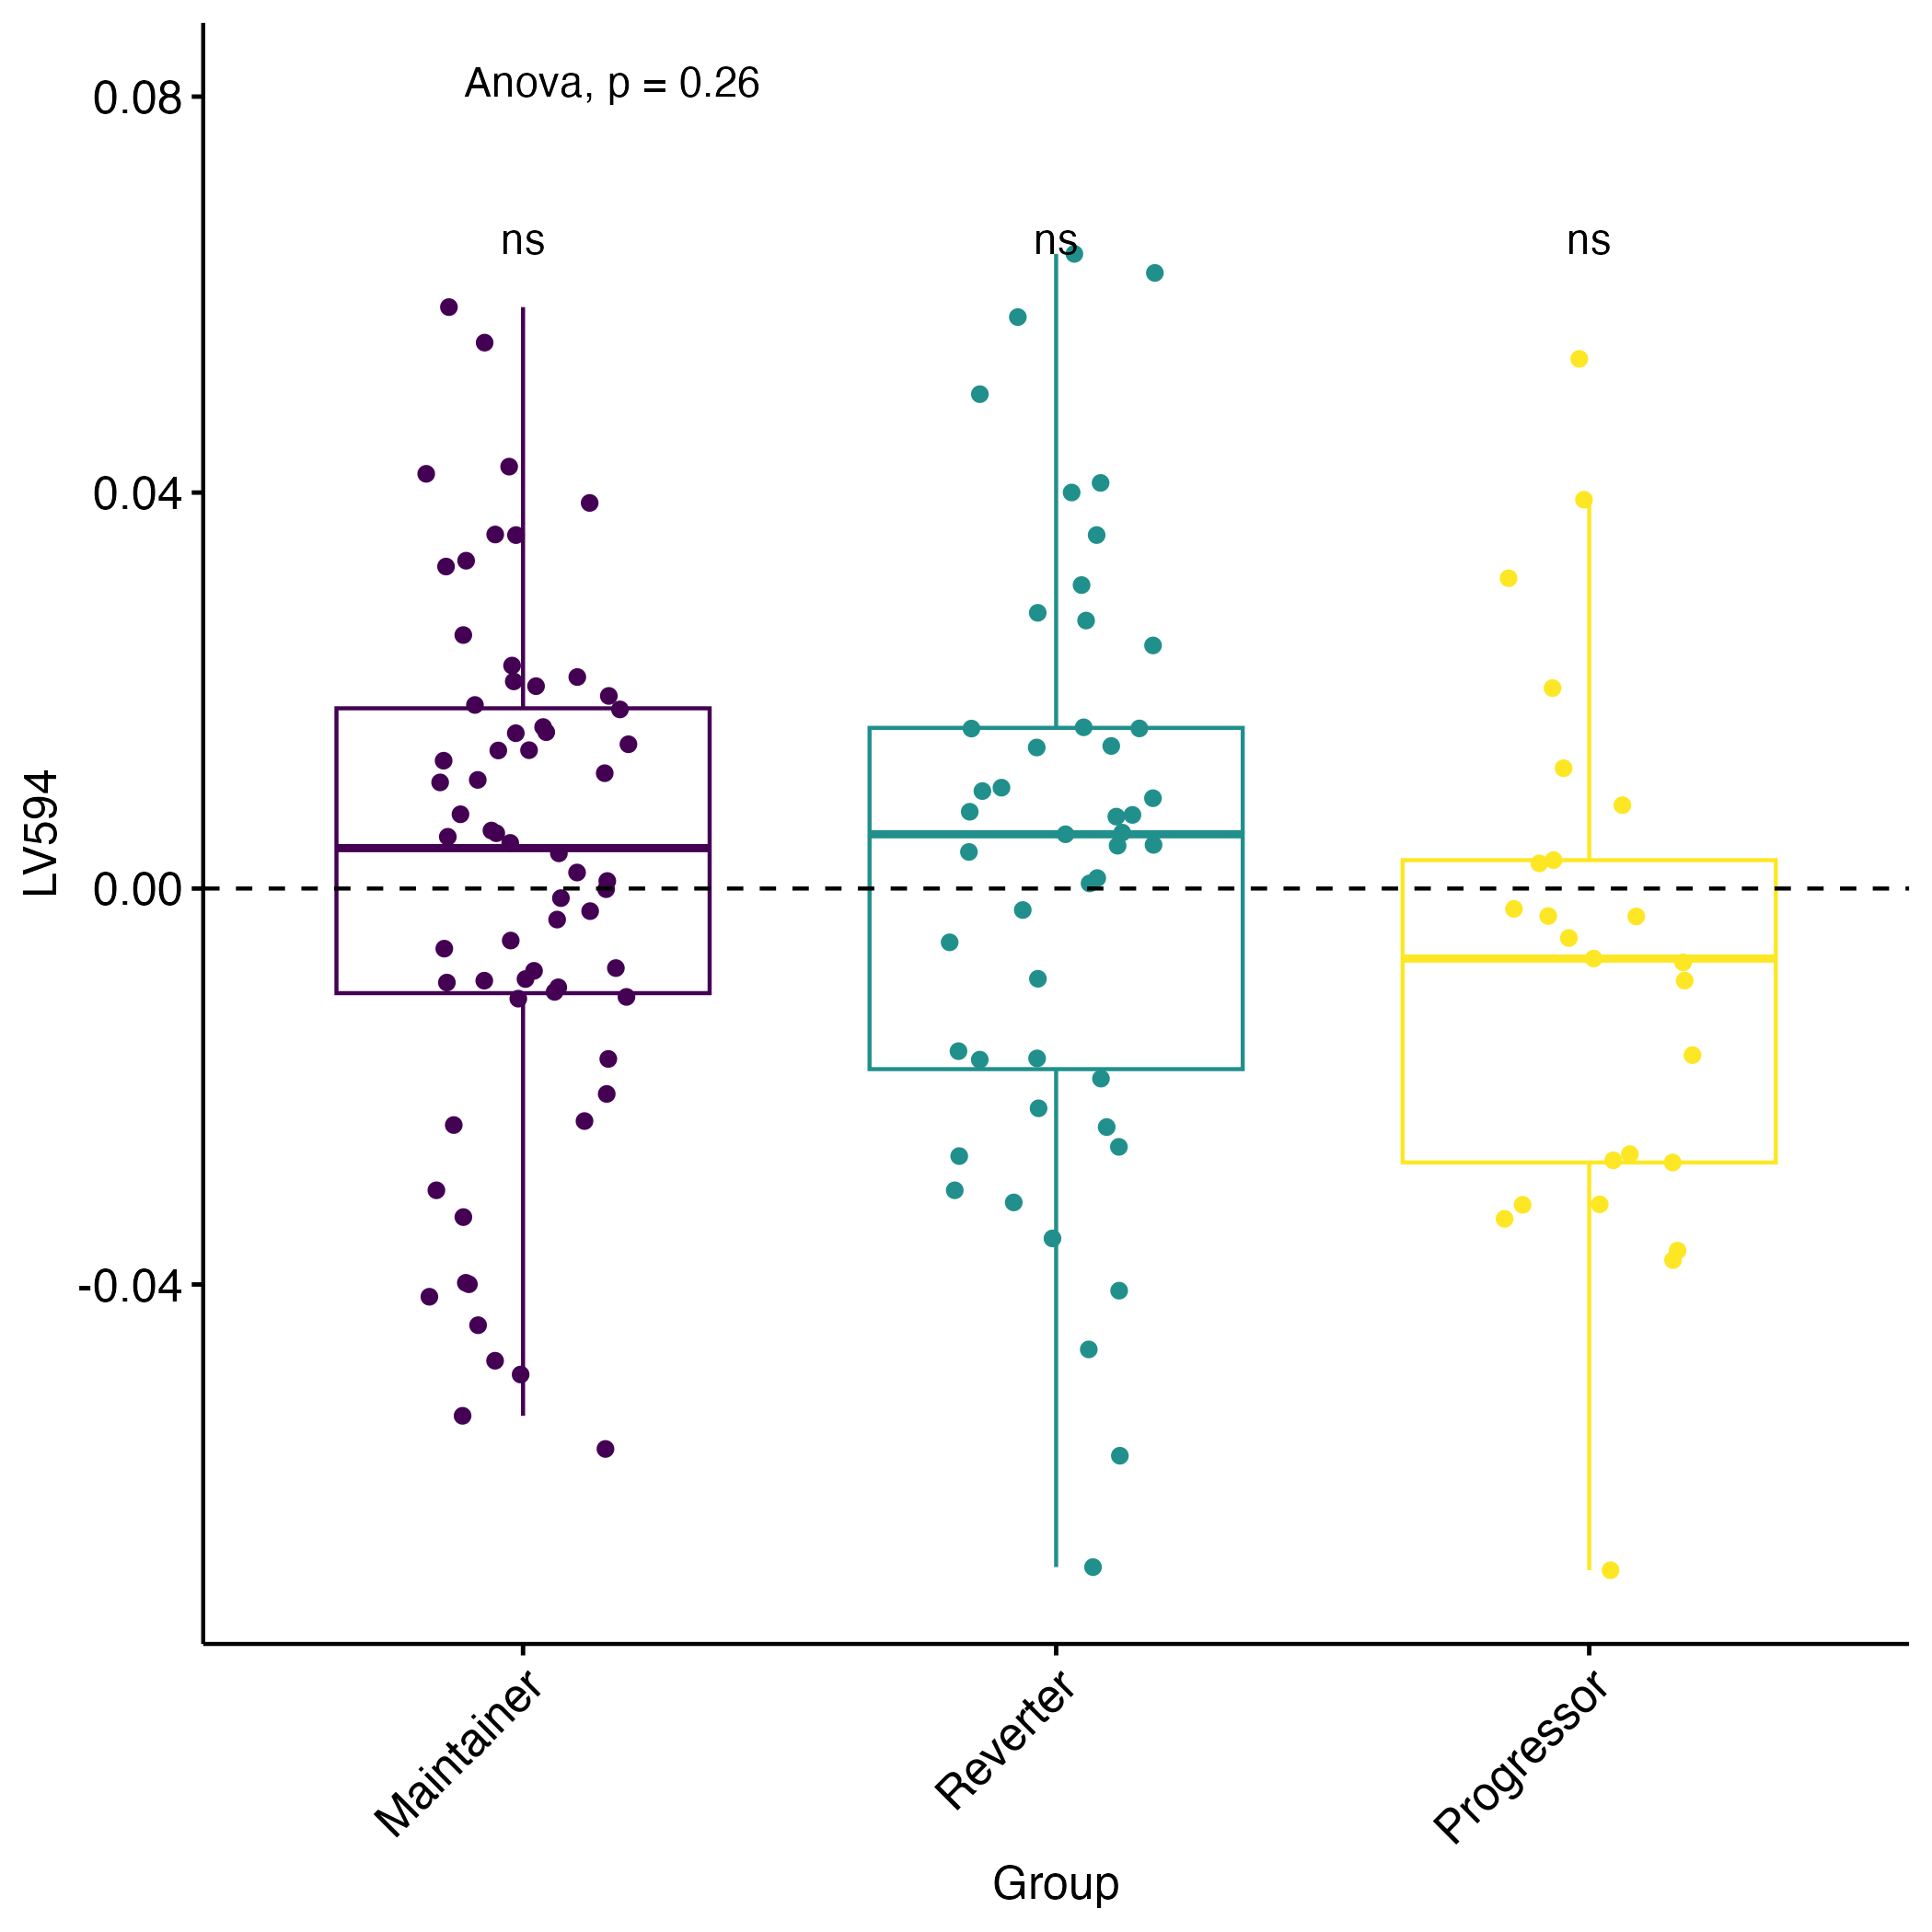 Anova, p = 0.26
ns
ns
ns
0.08
0.04
0.00
-0.04
LV594
Maintainer
Reverter
Progressor
Group